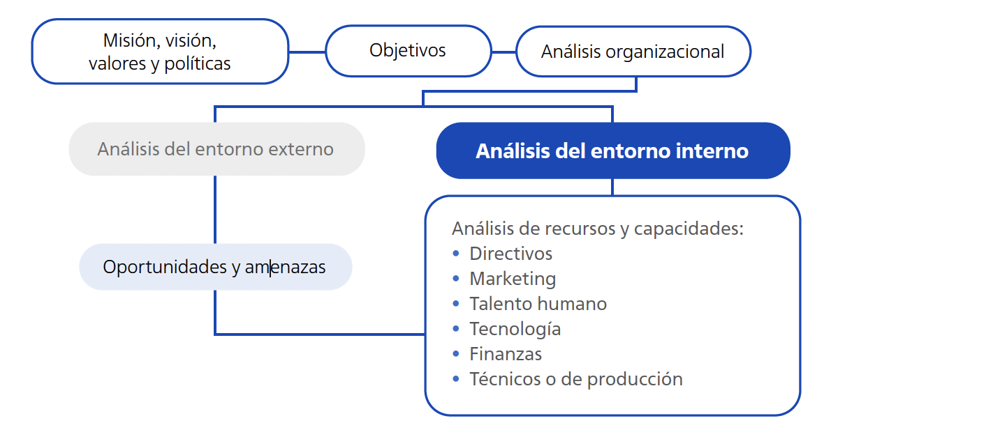 Misión, visión,
valores y políticas
Objetivos
Análisis organizacional
Análisis del entorno externo
Análisis del entorno interno
Oportunidades y amenazas
Análisis de recursos y capacidades:
• Directivos
• Marketing
• Talento humano
• Tecnología
• Finanzas
• Técnicos o de producción